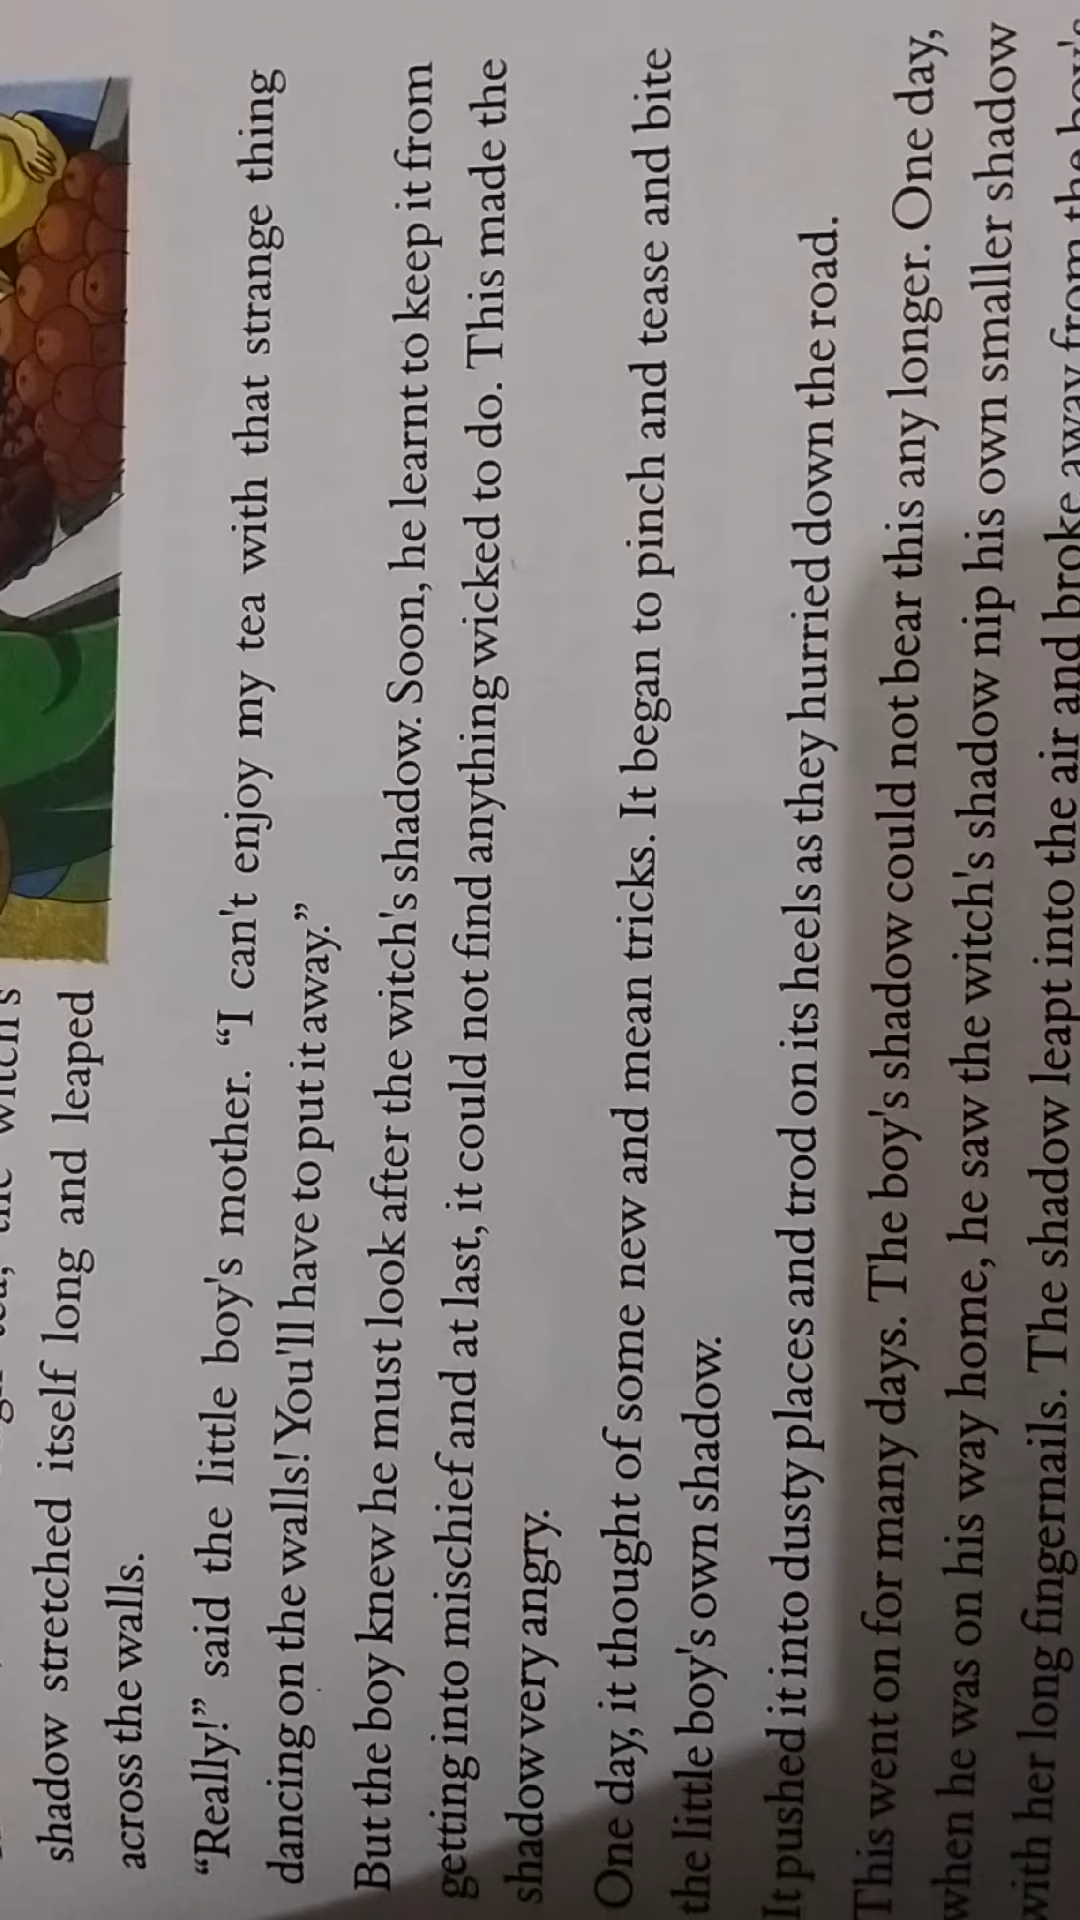 witch's
shadow stretched itself long and leaped
across the walls.
“Really!” said the little boy's mother. “I can't enjoy my tea with that strange thing
dancing on the walls! You'll have to put it away.”
But the boy knew he must look after the witch's shadow. Soon, he learnt to keep it from
getting into mischief and at last, it could not find anything wicked to do. This made the
shadow very angry.
One day, it thought of some new and mean tricks. It began to pinch and tease and bite
the little boy's own shadow.
It pushed it into dusty places and trod on its heels as they hurried down the road.
This went on for many days. The boy's shadow could not bear this any longer. One day,
when he was on his way home, he saw the witch's shadow nip his own smaller shadow
with her long fingernails. The shadow leapt into the air and broke away from the boy's